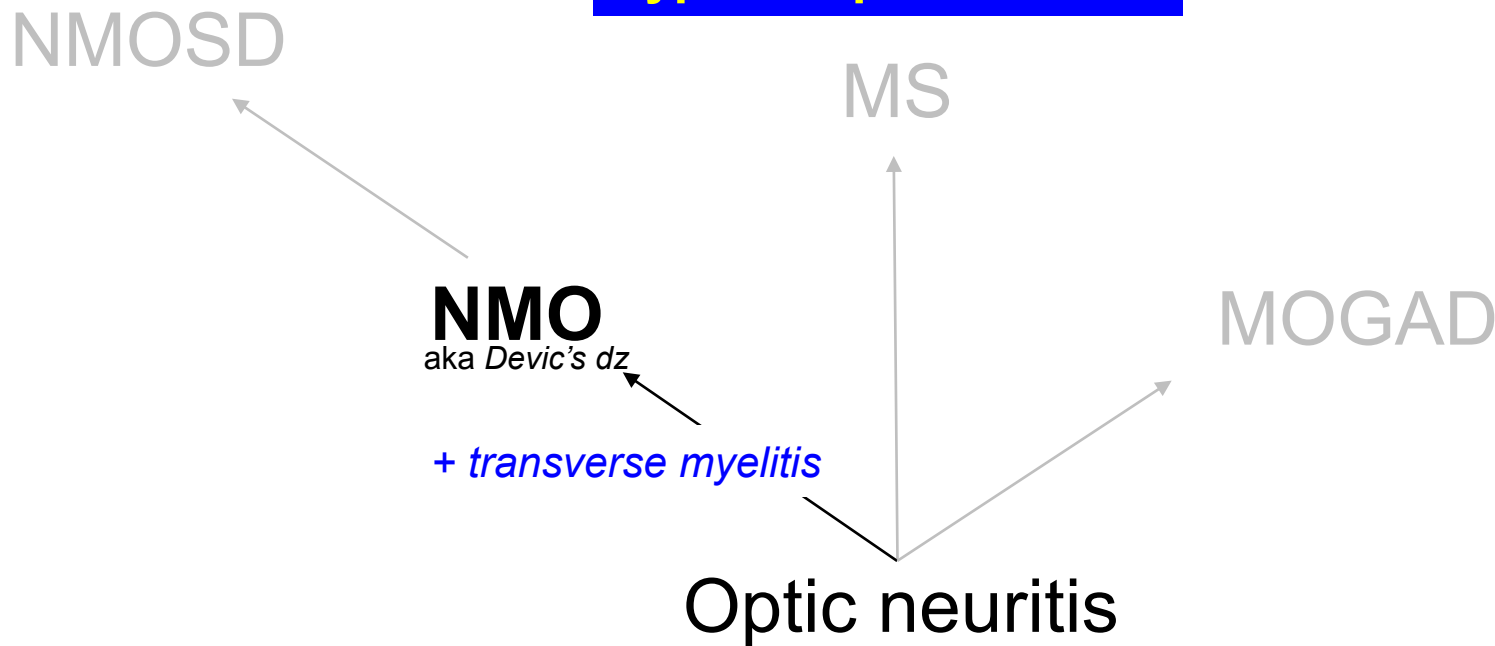 NMOSD
MS
NMO
aka Devic's dz
MOGAD
+ transverse myelitis
Optic neuritis